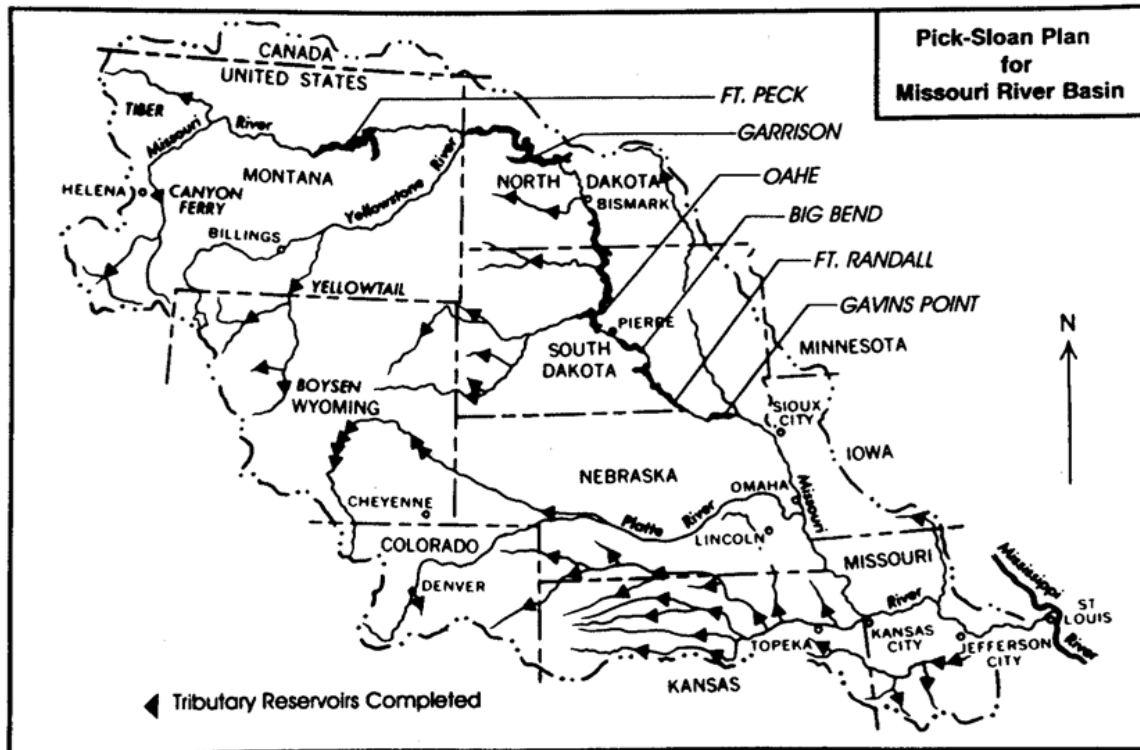 Pick-Sloan Plan
for
Missouri River Basin
CANADA
UNITED STATES
TIBER
Missouri River
FT. PECK
GARRISON
MONTANA
NORTH DAKOTA
OAHE
HELENA
CANYON
FERRY
Yellowstone River
BISMARK
BIG BEND
BILLINGS
FT. RANDALL
YELLOWTAIL
GAVINS POINT
PIERRE
N
SOUTH
DAKOTA
MINNESOTA
BOYSEN
WYOMING
SIOUX
CITY
IOWA
NEBRASKA
OMAHA
Missouri
CHEYENNE
Platte River
LINCOLN
COLORADO
MISSOURI
Mississippi
DENVER
River
ST
LOUIS
River
TOPEKA
KANSAS
CITY
JEFFERSON
CITY
KANSAS
Tributary Reservoirs Completed